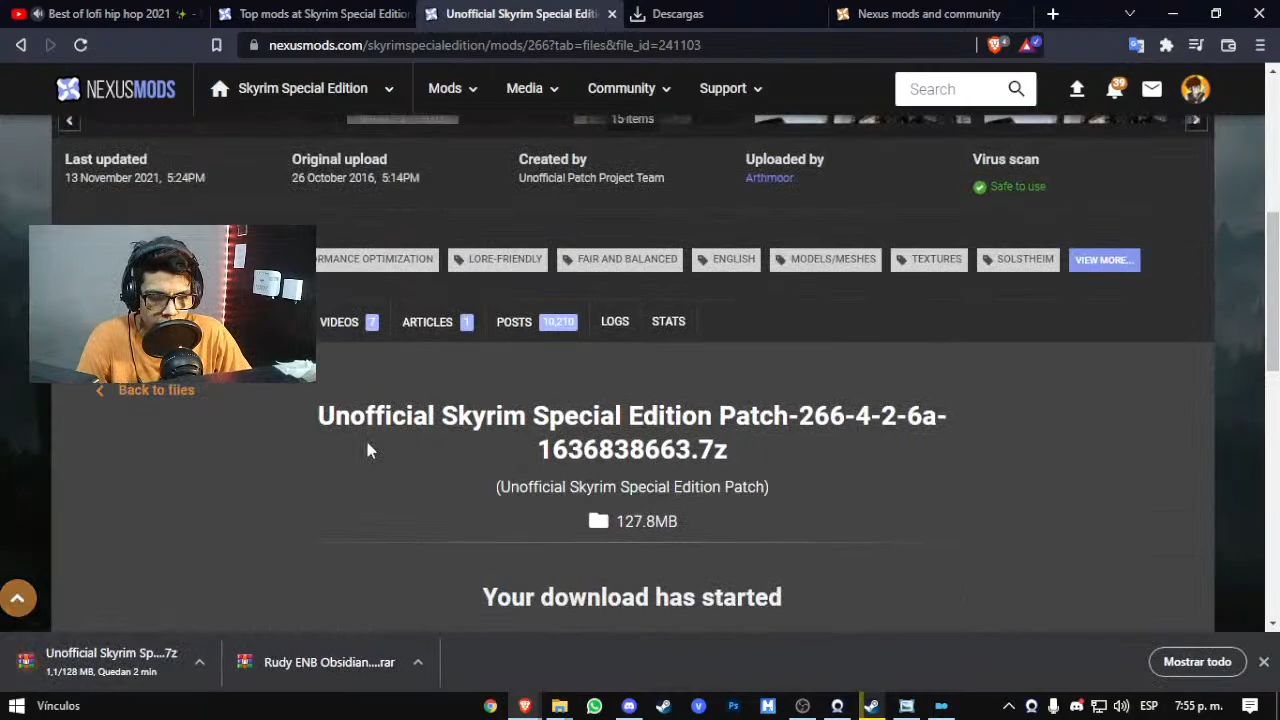 Best of lofi hip hop 2021 ✨ -
Top mods at Skyrim Special Edition
Unofficial Skyrim Special Editi
Descargas
Nexus mods and community
nexusmods.com/skyrimspecialedition/mods/266?tab=files&file_id=241103
4
NEXUSMODS
Skyrim Special Edition
Mods
Media
Community
Support
Search
39
15 items
Last updated
13 November 2021, 5:24PM
Original upload
26 October 2016, 5:14PM
Created by
Unofficial Patch Project Team
Uploaded by
Arthmoor
Virus scan
Safe to use
ORMANCE OPTIMIZATION
LORE-FRIENDLY
FAIR AND BALANCED
ENGLISH
MODELS/MESHES
TEXTURES
SOLSTHEIM
VIEW MORE...
VIDEOS 7
ARTICLES 1
POSTS 10,210
LOGS
STATS
Back to files
Unofficial Skyrim Special Edition Patch-266-4-2-6a-
1636838663.7z
(Unofficial Skyrim Special Edition Patch)
127.8MB
Your download has started
Unofficial Skyrim Sp....7z
1,1/128 MB, Quedan 2 min
Rudy ENB Obsidian....rar
Mostrar todo
Vínculos
Ps
ESP
7:55 p. m.